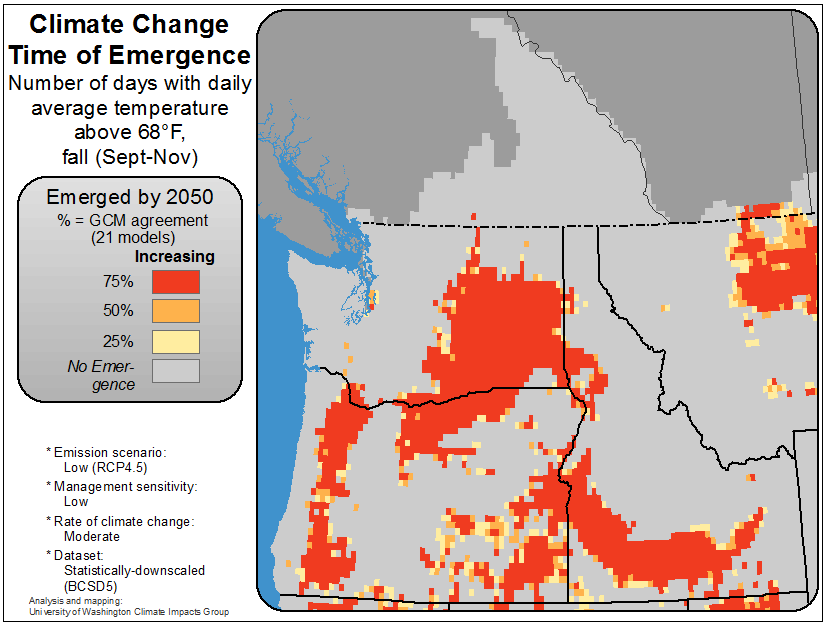 Climate Change
Time of Emergence
Number of days with daily
average temperature
above 68°F,
fall (Sept-Nov)
Emerged by 2050
% = GCM agreement
(21 models)
Increasing
75%
50%
25%
No Emer-
gence
* Emission scenario:
Low (RCP4.5)
* Management sensitivity:
Low
* Rate of climate change:
Moderate
* Dataset:
Statistically-downscaled
(BCSD5)
Analysis and mapping:
University of Washington Climate Impacts Group